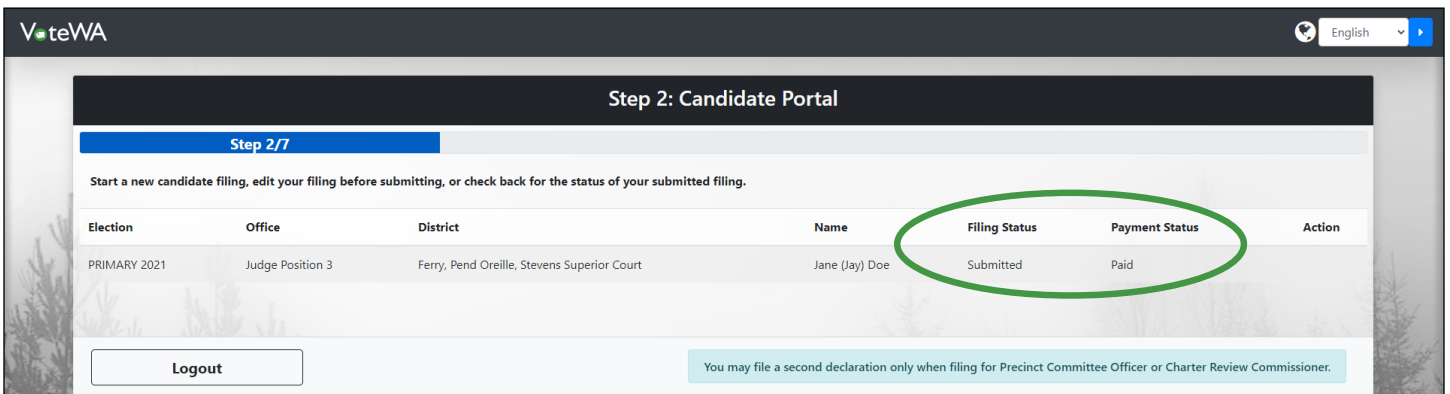 VoteWA
English
Step 2: Candidate Portal
Step 2/7
Start a new candidate filing, edit your filing before submitting, or check back for the status of your submitted filing.
Election Office District Name Filing Status Payment Status Action
PRIMARY 2021 Judge Position 3 Ferry, Pend Oreille, Stevens Superior Court Jane (Jay) Doe Submitted Paid
Logout
You may file a second declaration only when filing for Precinct Committee Officer or Charter Review Commissioner.